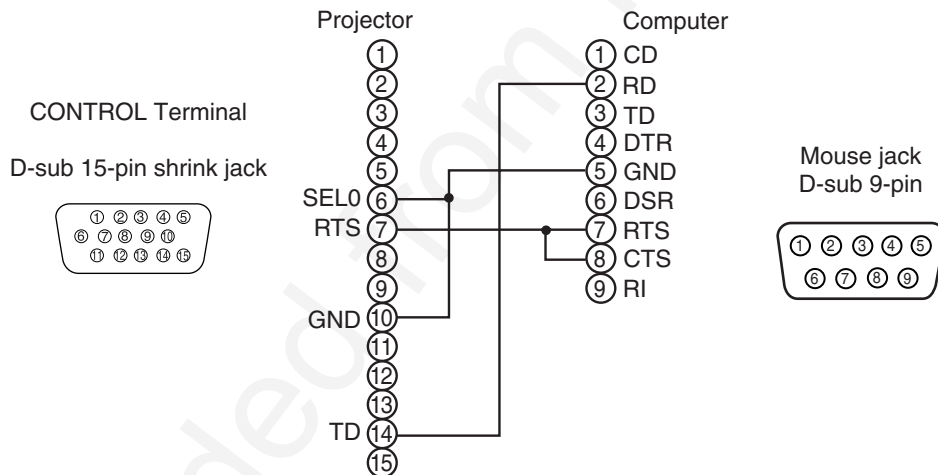 Projector
Computer
CONTROL Terminal
D-sub 15-pin shrink jack
1 2 3 4 5
6 7 8 9 10
11 12 13 14 15
1
2
3
4
5
SEL0 6
RTS 7
8
9
GND 10
11
12
13
TD 14
15
1 CD
2 RD
3 TD
4 DTR
5 GND
6 DSR
7 RTS
8 CTS
9 RI
Mouse jack
D-sub 9-pin
1 2 3 4 5
6 7 8 9
ded from